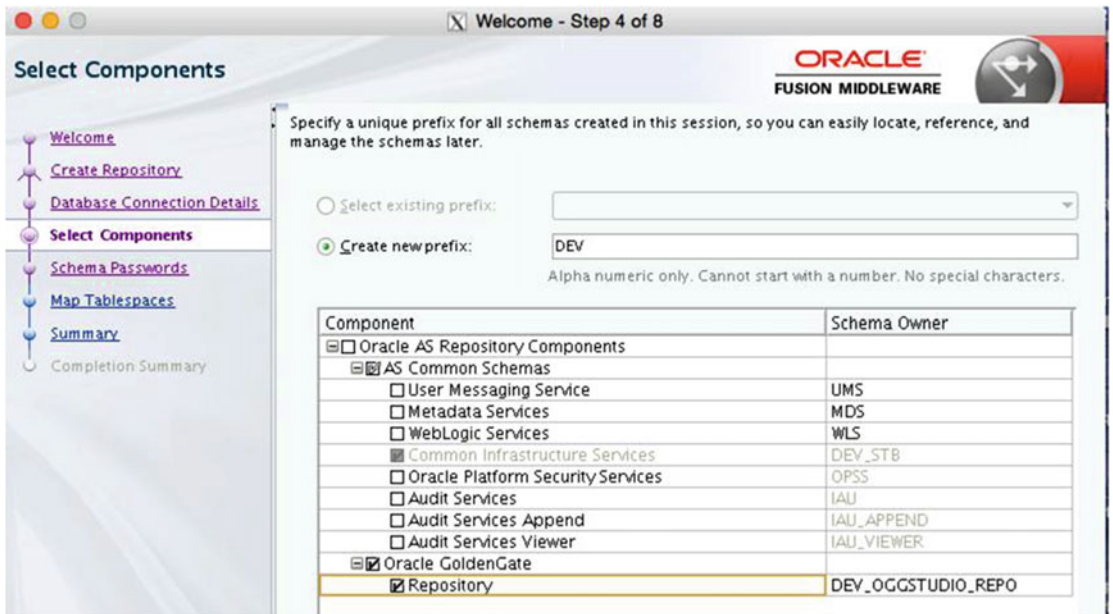 Welcome - Step 4 of 8
Select Components
ORACLE
FUSION MIDDLEWARE
Welcome
Create Repository
Database Connection Details
Select Components
Schema Passwords
Map Tablespaces
Summary
Completion Summary
Specify a unique prefix for all schemas created in this session, so you can easily locate, reference, and
manage the schemas later.
Select existing prefix:
Create new prefix: DEV
Alpha numeric only. Cannot start with a number. No special characters.
Component Schema Owner
Oracle AS Repository Components
AS Common Schemas
User Messaging Service UMS
Metadata Services MDS
WebLogic Services WLS
Common Infrastructure Services DEV_STB
Oracle Platform Security Services OPSS
Audit Services IAU
Audit Services Append IAU_APPEND
Audit Services Viewer IAU_VIEWER
Oracle GoldenGate
Repository DEV_OGGSTUDIO_REPO